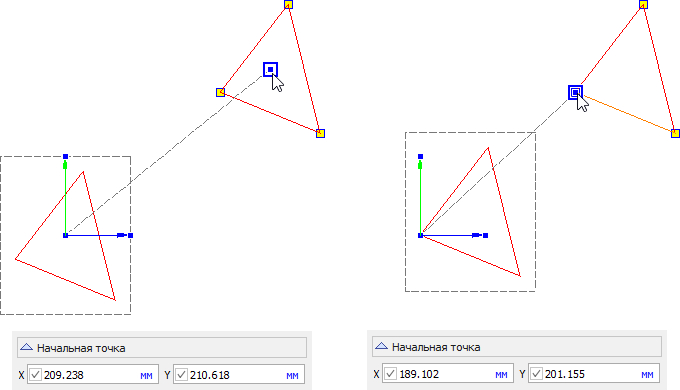 Начальная точка
X 209.238 мм Y 210.618 мм
Начальная точка
X 189.102 мм Y 201.155 мм